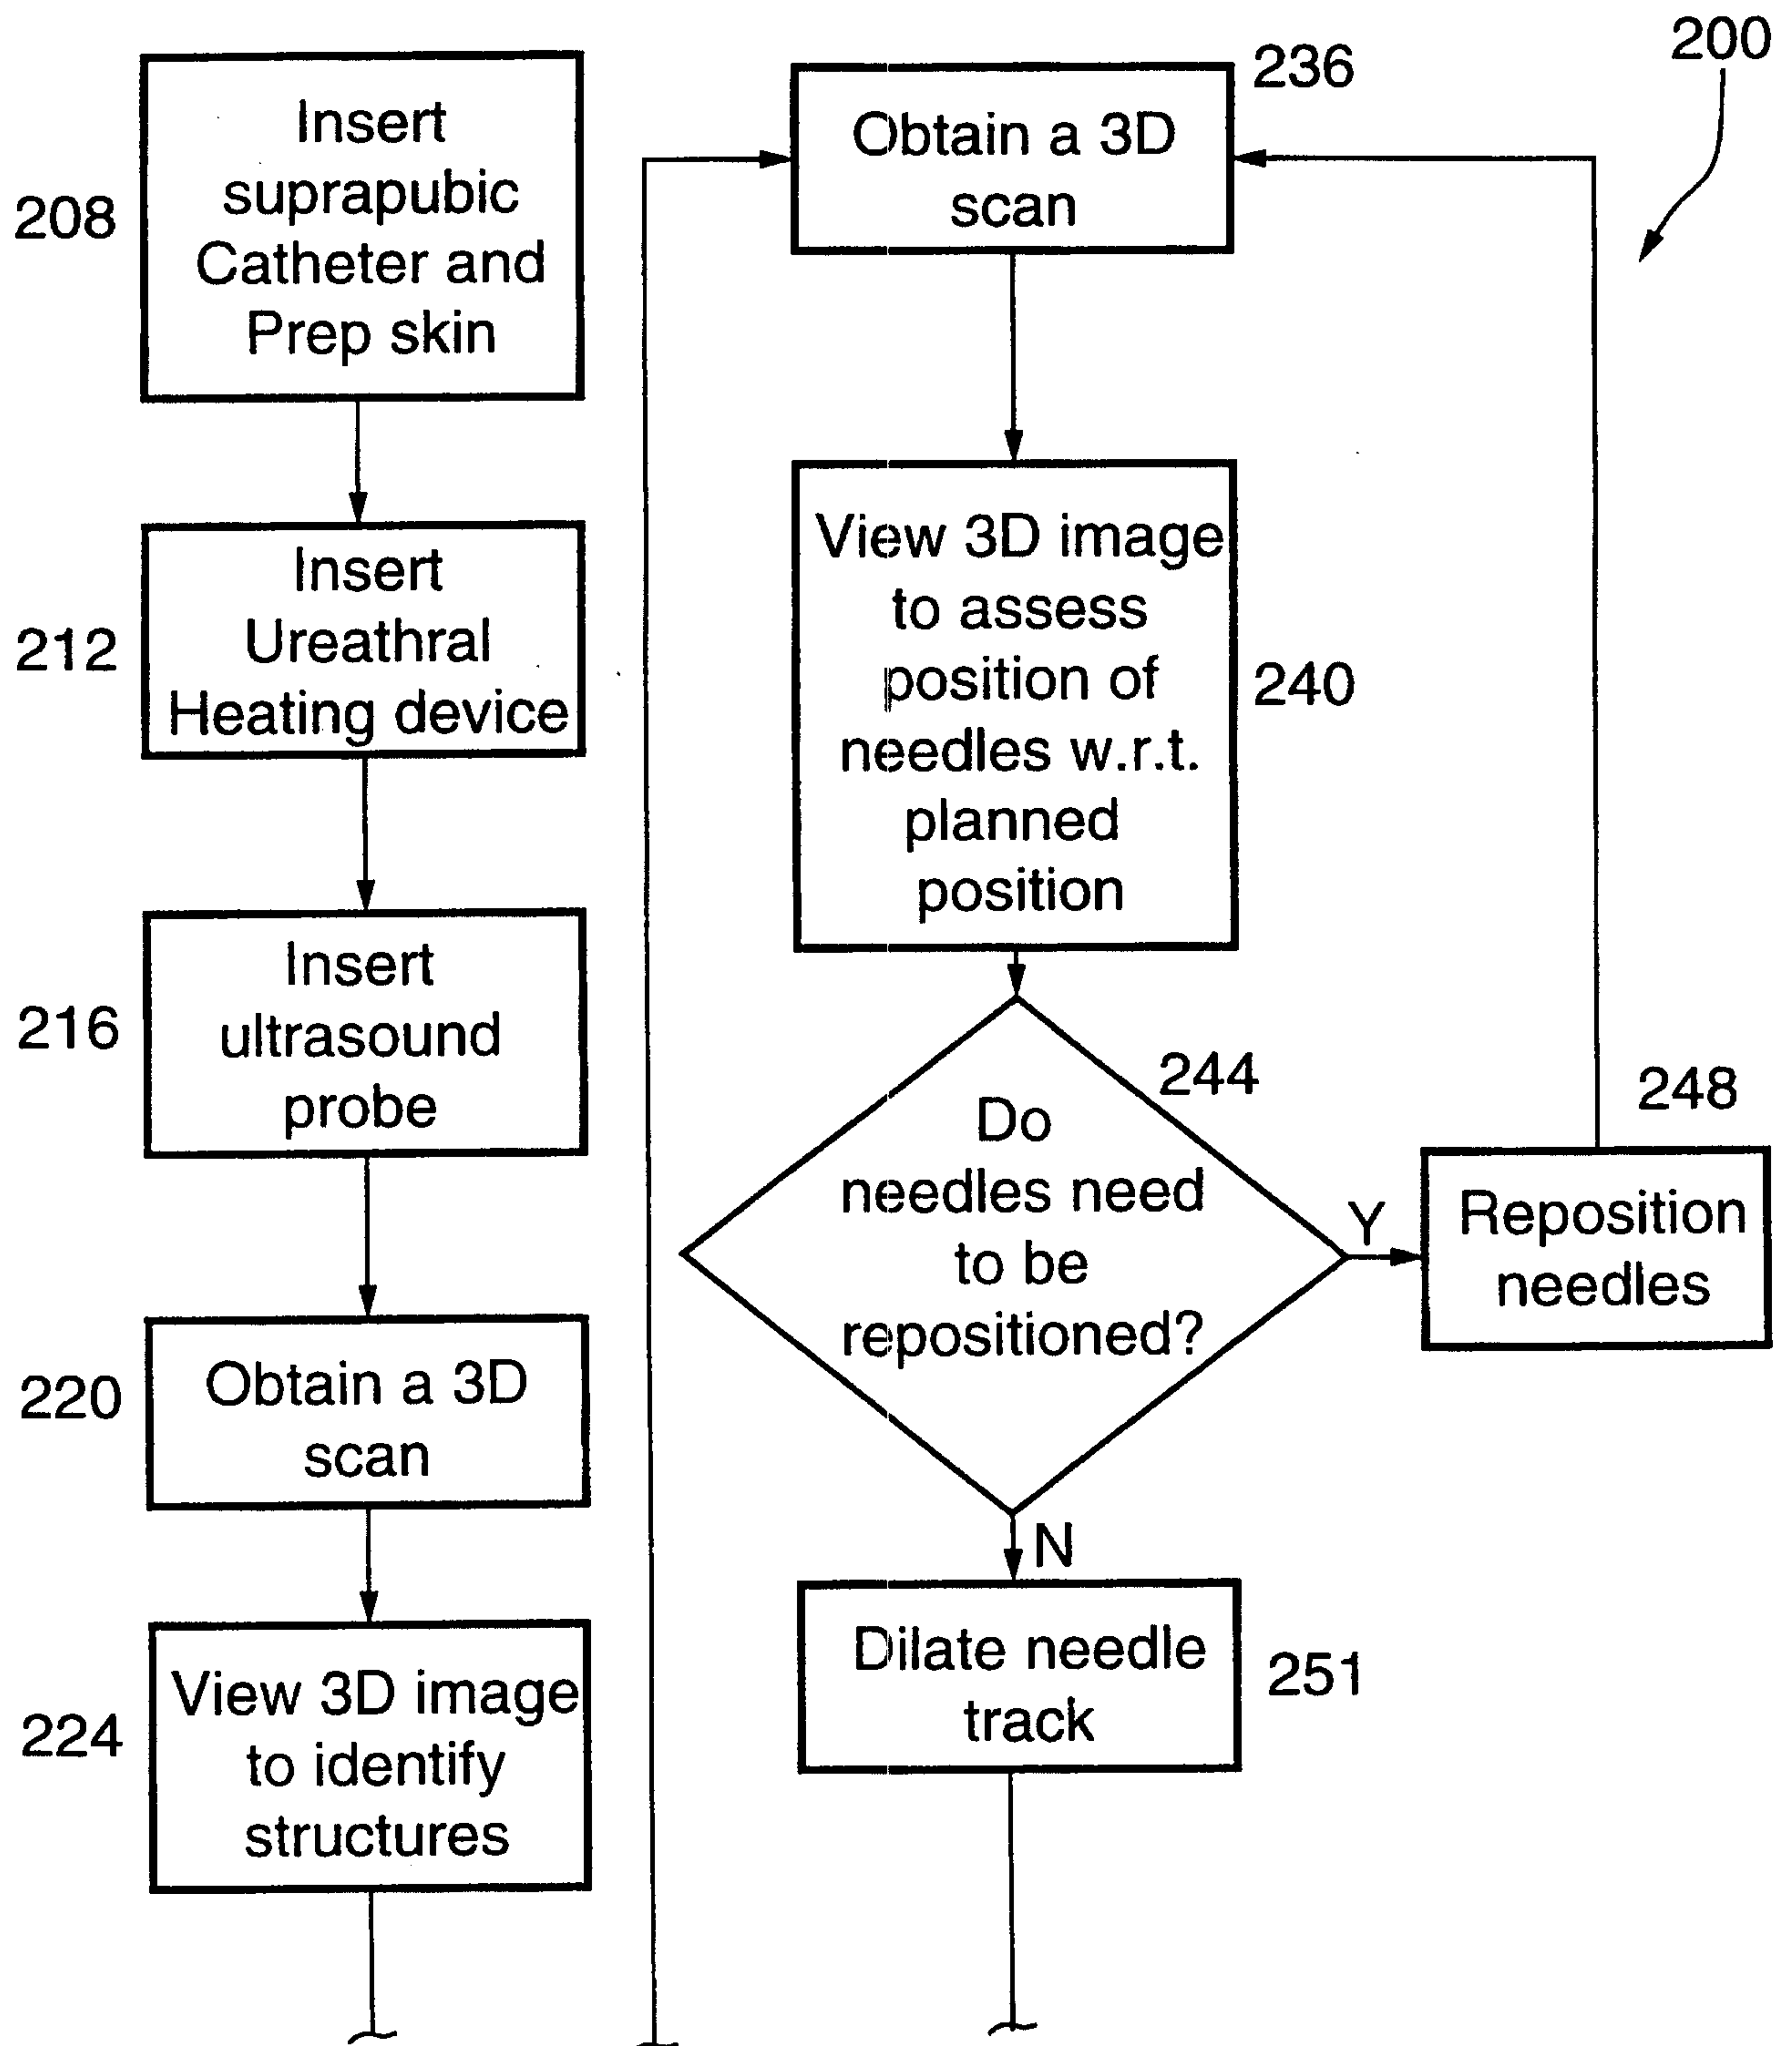 200
208
Insert
suprapubic
Catheter and
Prep skin
212
Insert
Ureathral
Heating device
216
Insert
ultrasound
probe
220
Obtain a 3D
scan
224
View 3D image
to identify
structures
236
Obtain a 3D
scan
240
View 3D image
to assess
position of
needles w.r.t.
planned
position
244
Do
needles need
to be
repositioned?
Y
248
Reposition
needles
N
251
Dilate needle
track